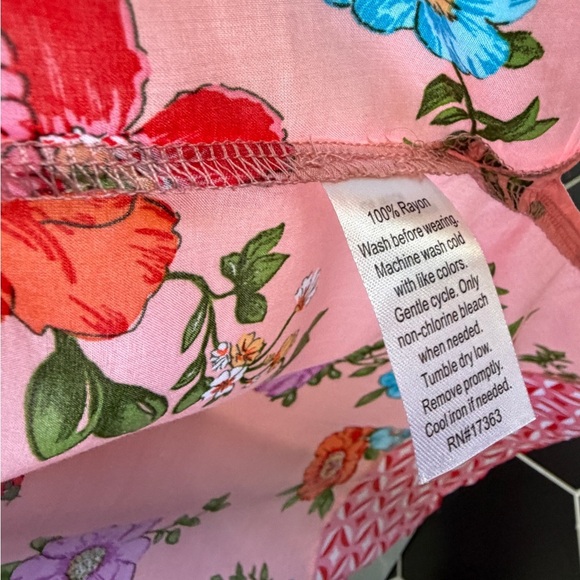 100% Rayon
Wash before wearing.
Machine wash cold
with like colors.
Gentle cycle. Only
non-chlorine bleach
when needed.
Tumble dry low.
Remove promptly.
Cool iron if needed.
RN#17363